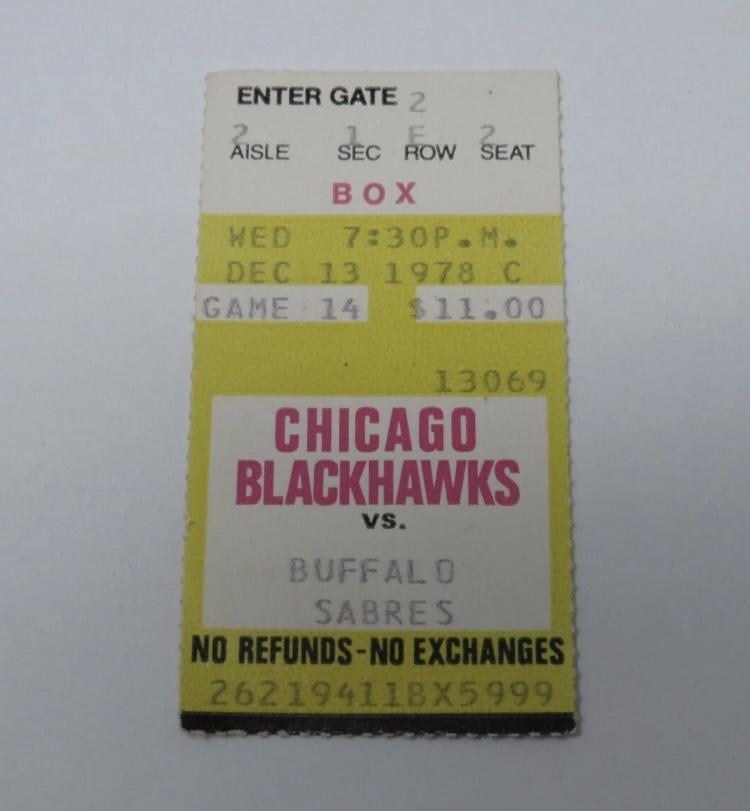 ENTER GATE 2
2 1 E 2
AISLE SEC ROW SEAT
BOX
WED 7:30P.M.
DEC 13 1978 C
GAME 14 $11.00
13069
CHICAGO
BLACKHAWKS
VS.
BUFFALO
SABRES
NO REFUNDS-NO EXCHANGES
26219411BX5999